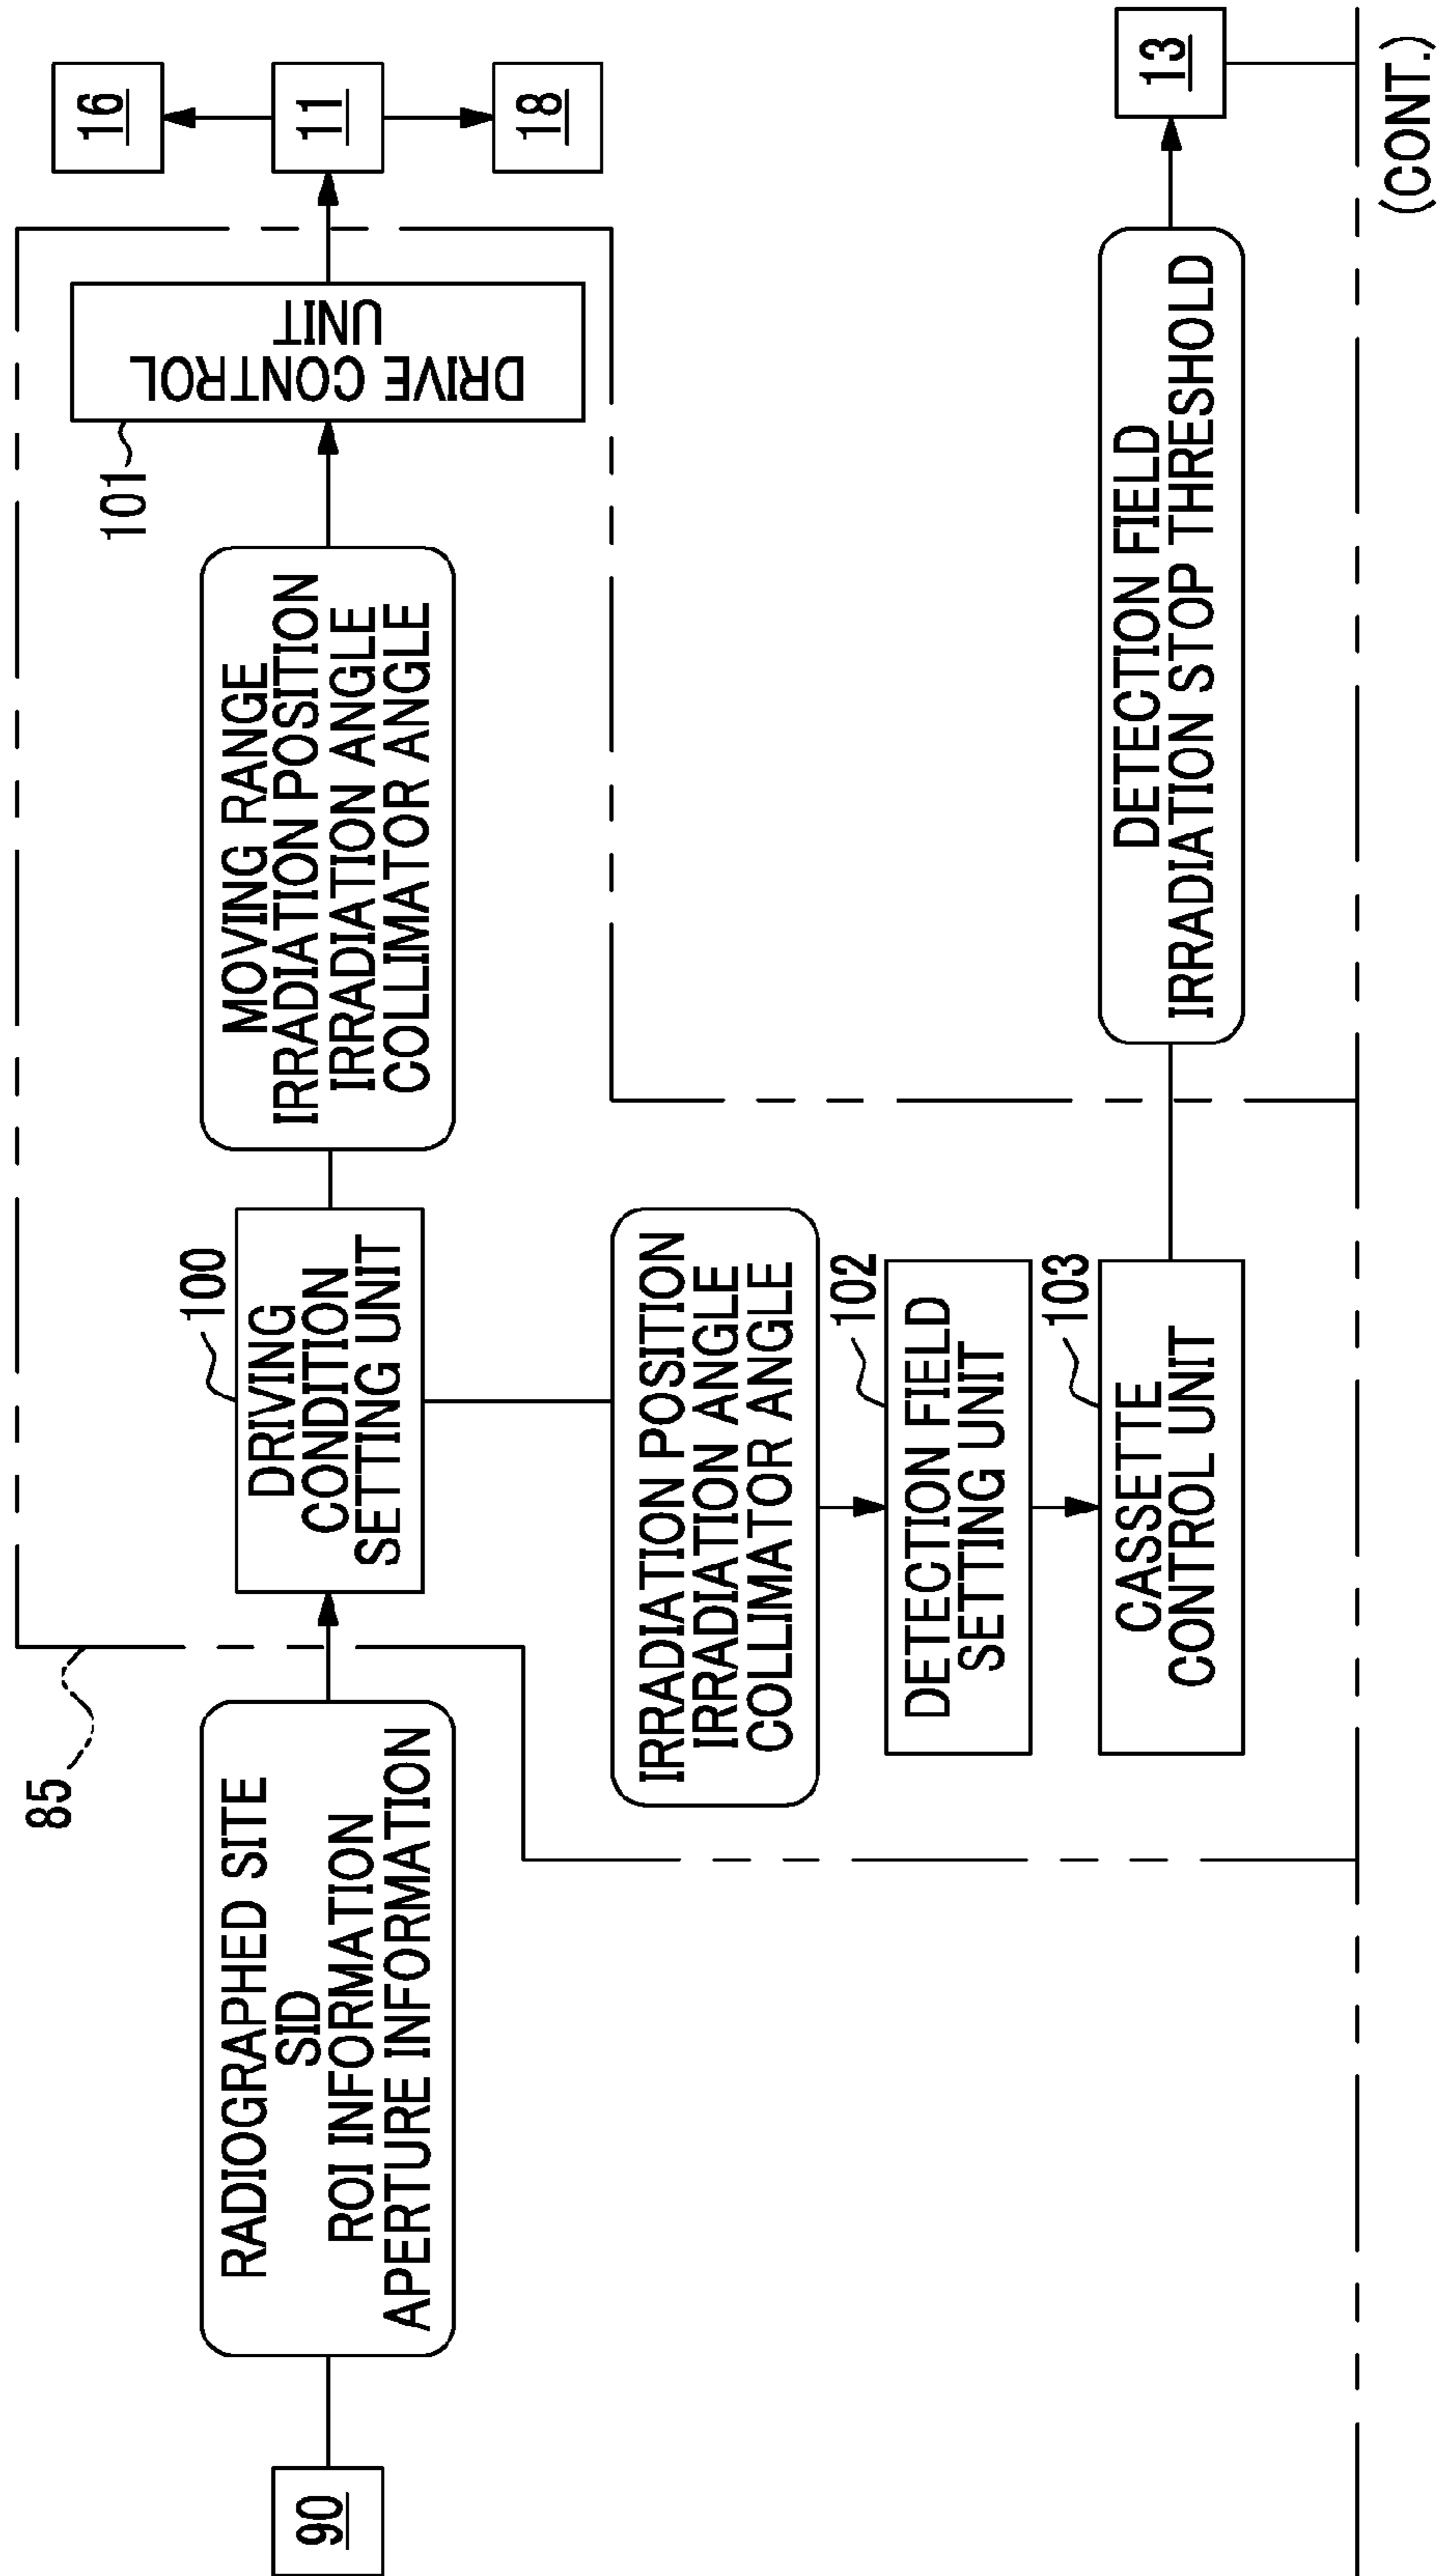 85
90
RADIOGRAPHED SITE
SID
ROI INFORMATION
APERTURE INFORMATION
100
DRIVING
CONDITION
SETTING UNIT
MOVING RANGE
IRRADIATION POSITION
IRRADIATION ANGLE
COLLIMATOR ANGLE
101
DRIVE CONTROL
UNIT
16
11
18
IRRADIATION POSITION
IRRADIATION ANGLE
COLLIMATOR ANGLE
102
DETECTION FIELD
SETTING UNIT
103
CASSETTE
CONTROL UNIT
DETECTION FIELD
IRRADIATION STOP THRESHOLD
13
(CONT.)